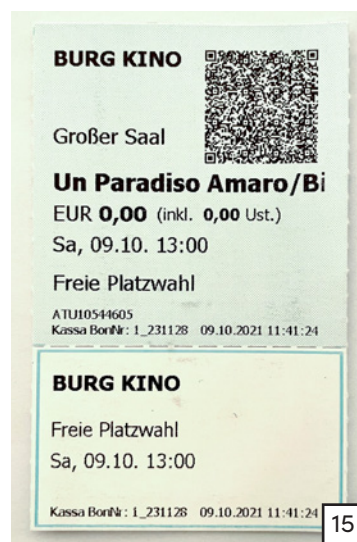 BURG KINO
Großer Saal
Un Paradiso Amaro/Bi
EUR 0,00 (inkl. 0,00 Ust.)
Sa, 09.10. 13:00
Freie Platzwahl
ATU10544605
Kassa BonNr: 1_231128 09.10.2021 11:41:24
BURG KINO
Freie Platzwahl
Sa, 09.10. 13:00
Kassa BonNr: 1_231128 09.10.2021 11:41:24
15